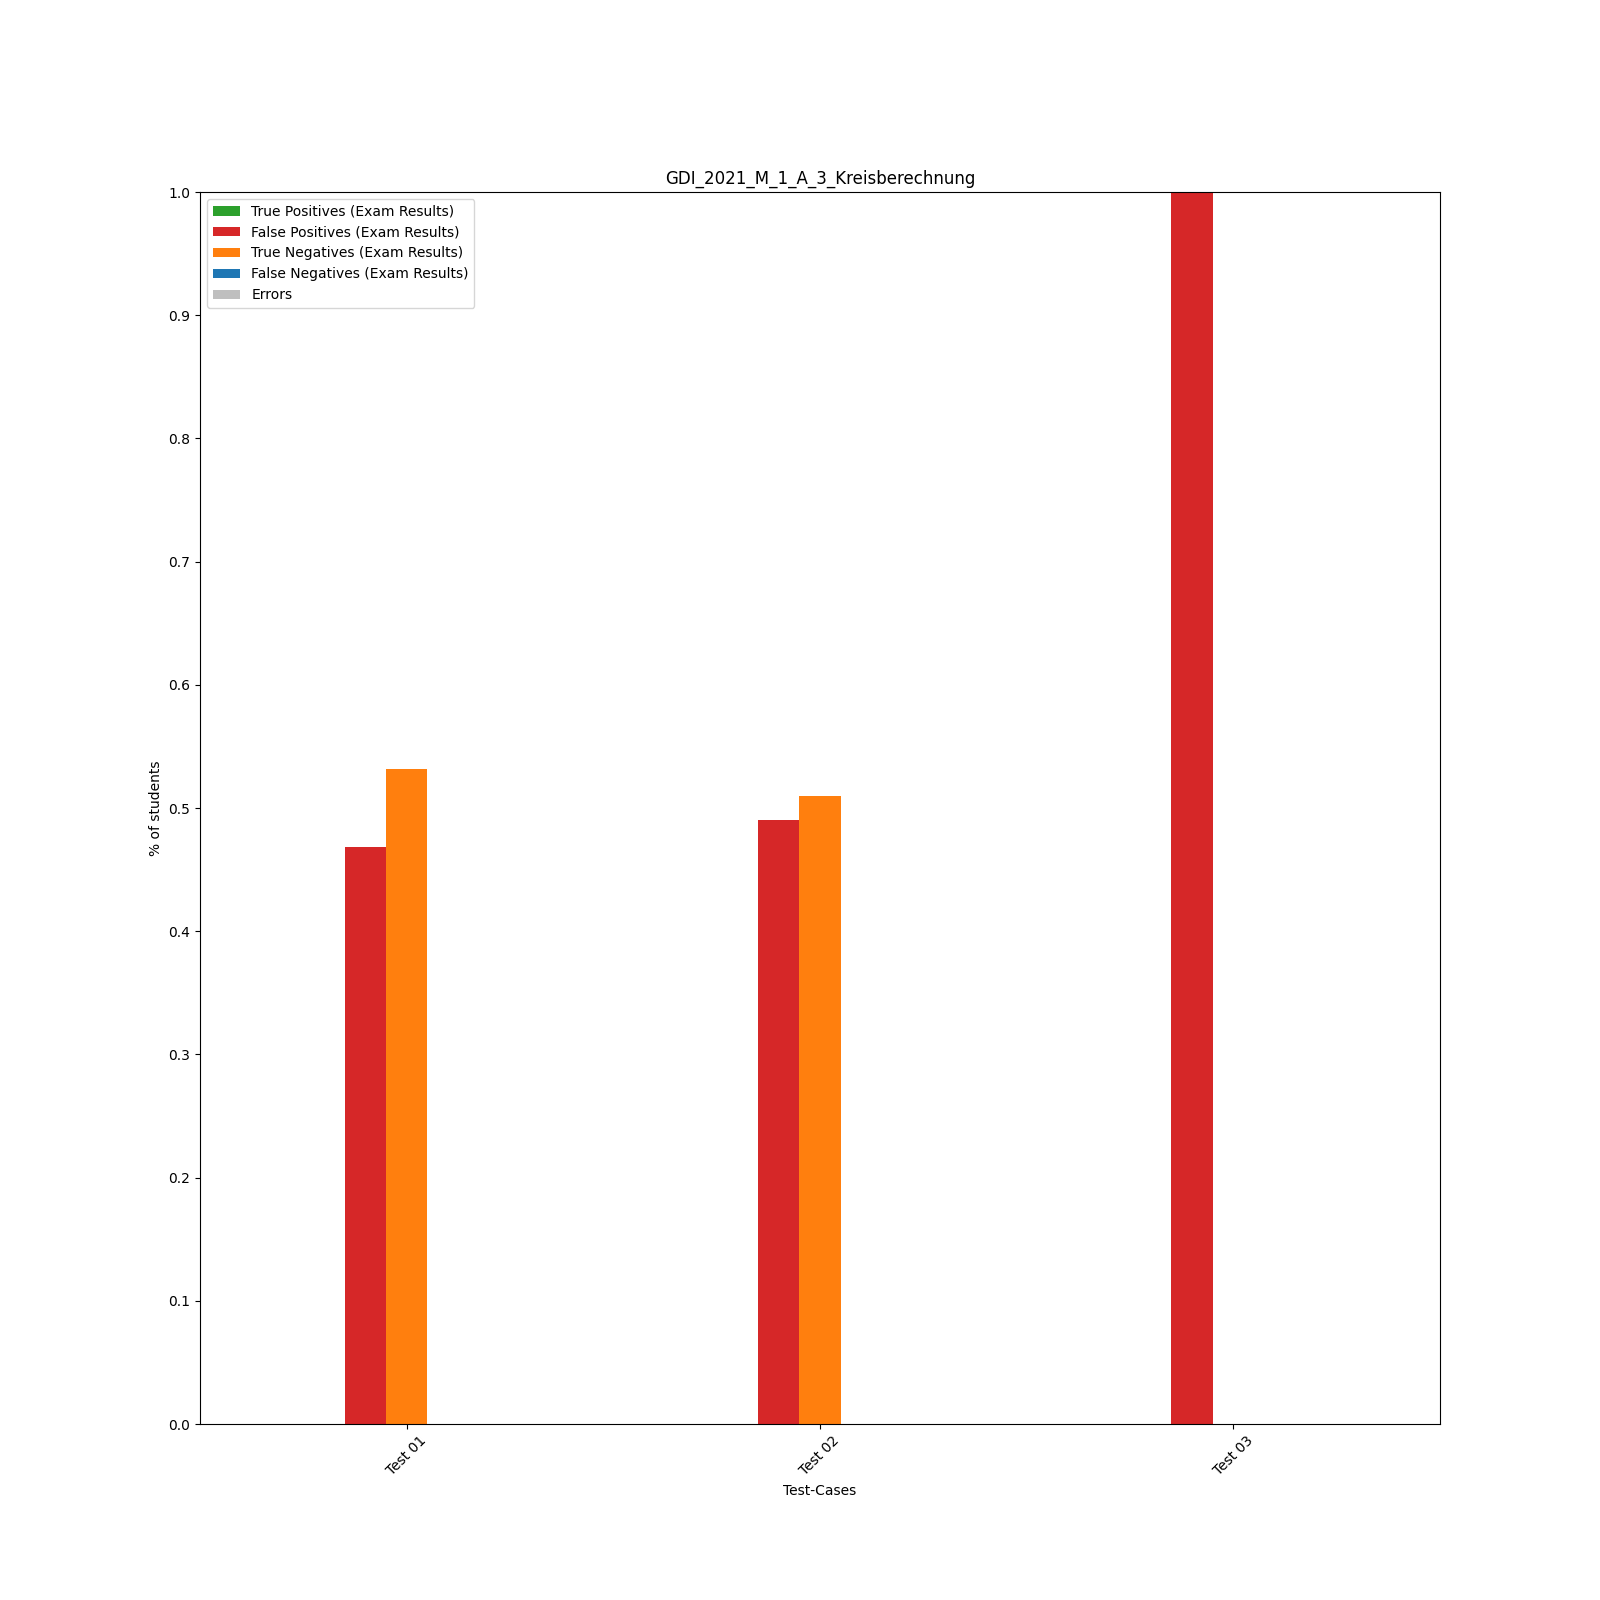 GDI_2021_M_1_A_3_Kreisberechnung
True Positives (Exam Results)
False Positives (Exam Results)
True Negatives (Exam Results)
False Negatives (Exam Results)
Errors
1.0
0.9
0.8
0.7
0.6
0.5
0.4
0.3
0.2
0.1
0.0
% of students
Test 01
Test 02
Test 03
Test-Cases